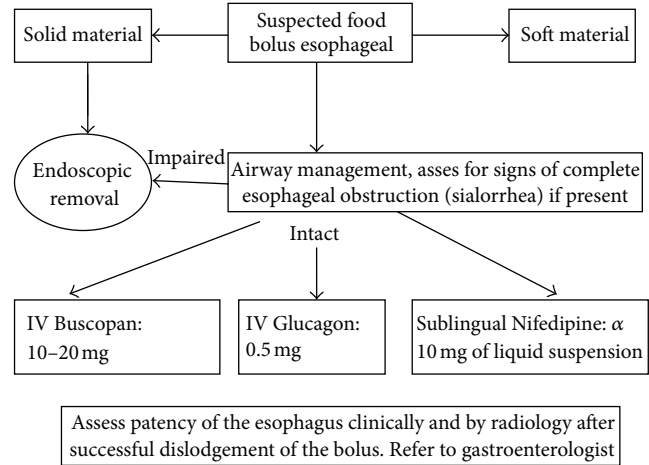 Solid material
Suspected food
bolus esophageal
Soft material
Endoscopic
removal
Impaired
Airway management, asses for signs of complete
esophageal obstruction (sialorrhea) if present
Intact
IV Buscopan:
10–20 mg
IV Glucagon:
0.5 mg
Sublingual Nifedipine: α
10 mg of liquid suspension
Assess patency of the esophagus clinically and by radiology after
successful dislodgement of the bolus. Refer to gastroenterologist